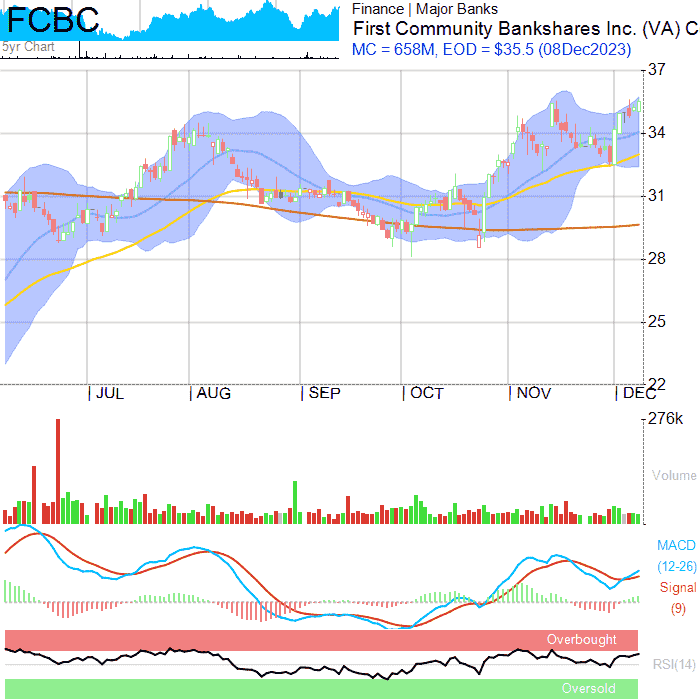 FCBC
5yr Chart
Finance | Major Banks
First Community Bankshares Inc. (VA) C
MC = 658M, EOD = $35.5 (08Dec2023)
37
34
31
28
25
22
JUL
AUG
SEP
OCT
NOV
DEC
276k
Volume
MACD
(12-26)
Signal
(9)
Overbought
RSI(14)
Oversold